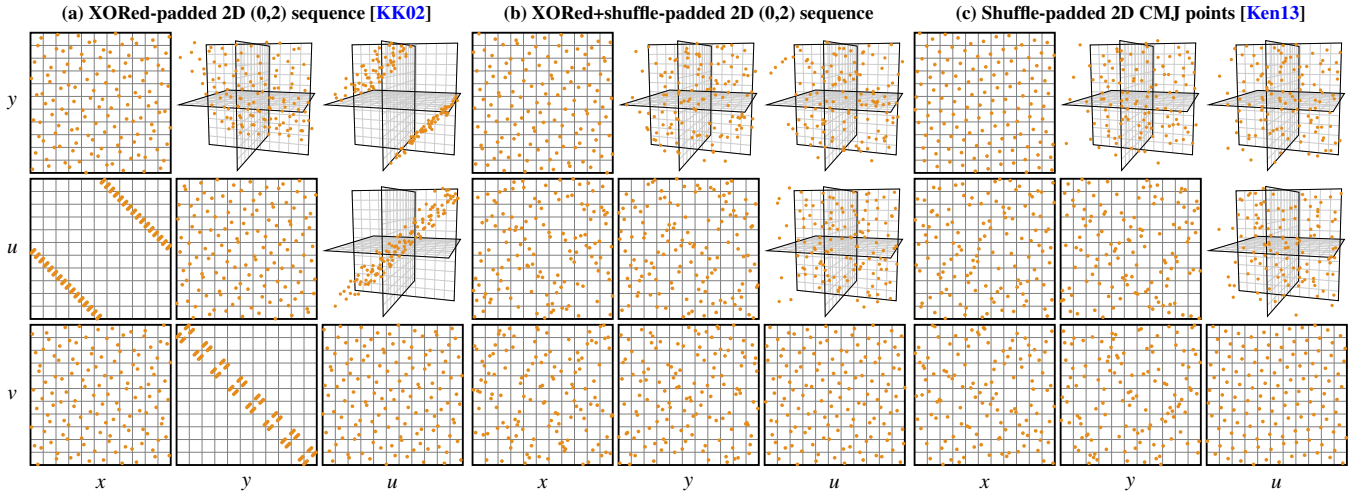 (a) XORed-padded 2D (0,2) sequence [KK02] (b) XORed+shuffle-padded 2D (0,2) sequence (c) Shuffle-padded 2D CMJ points [Ken13]
y
u
v
x y u x y u x y u